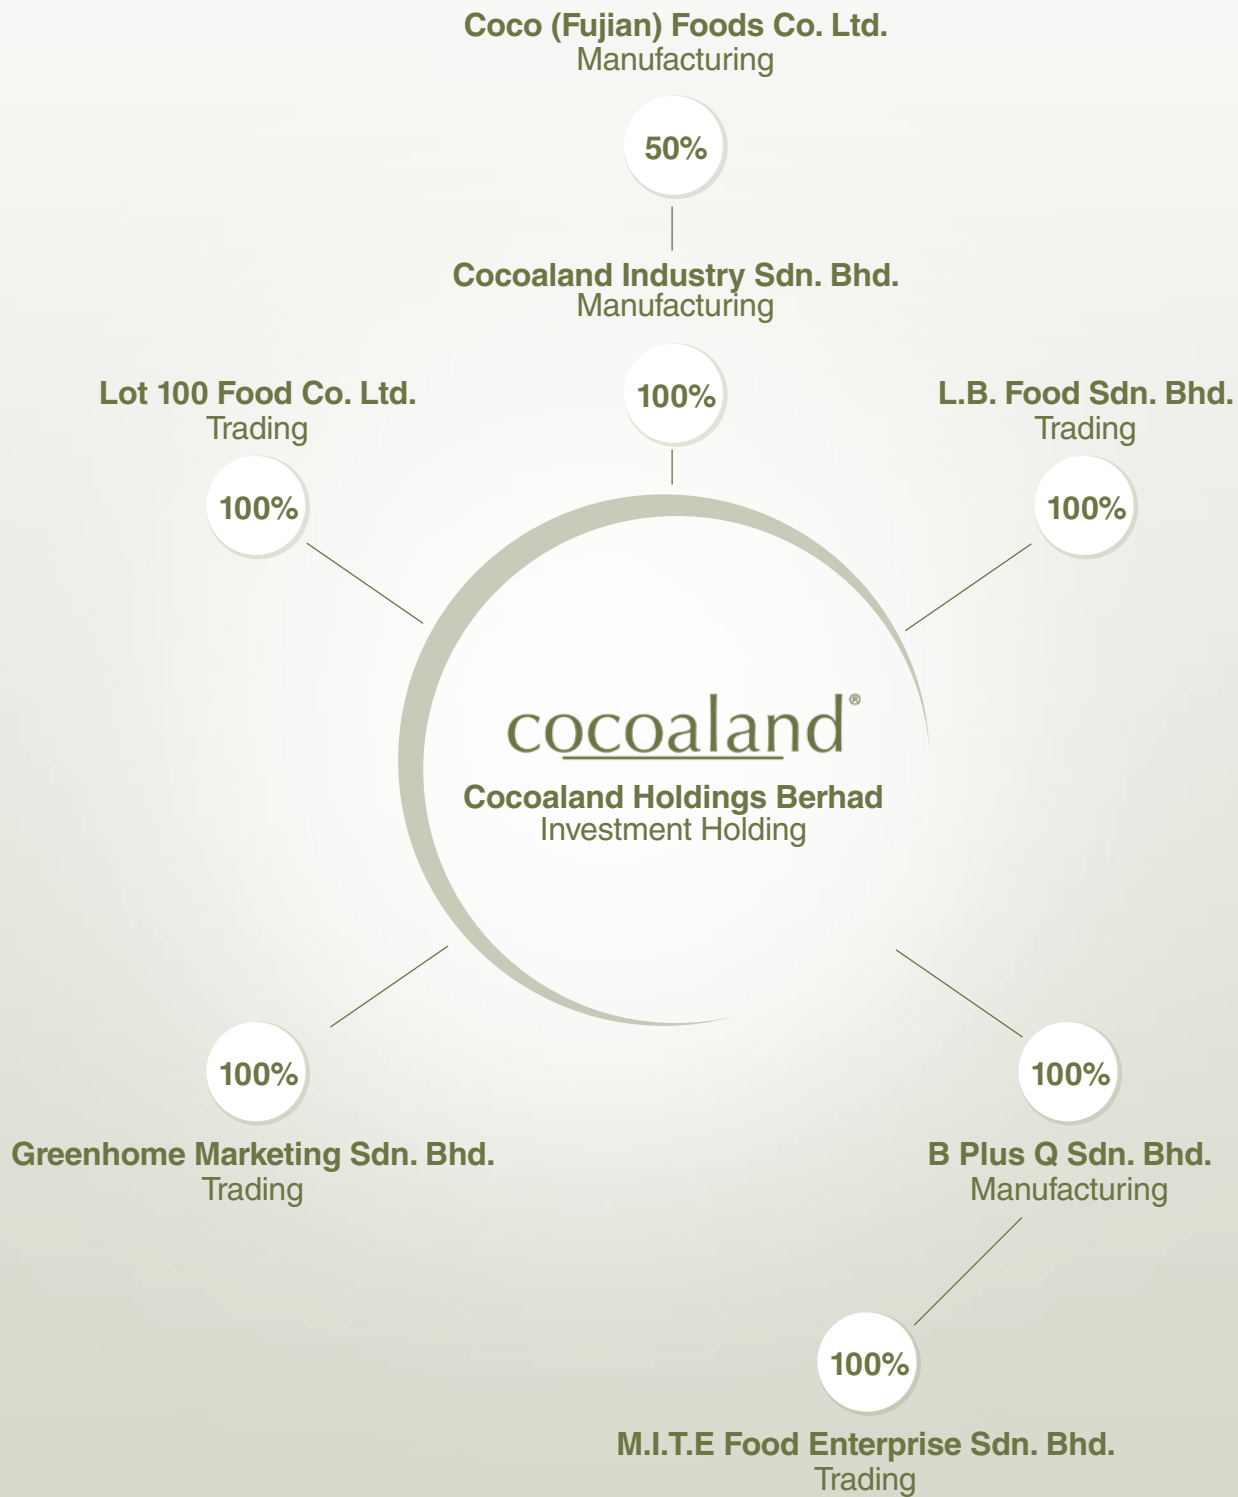 Coco (Fujian) Foods Co. Ltd.
Manufacturing
50%
Cocoaland Industry Sdn. Bhd.
Manufacturing
100%
Lot 100 Food Co. Ltd.
Trading
100%
L.B. Food Sdn. Bhd.
Trading
100%
cocoaland®
Cocoaland Holdings Berhad
Investment Holding
100%
Greenhome Marketing Sdn. Bhd.
Trading
100%
B Plus Q Sdn. Bhd.
Manufacturing
100%
M.I.T.E Food Enterprise Sdn. Bhd.
Trading